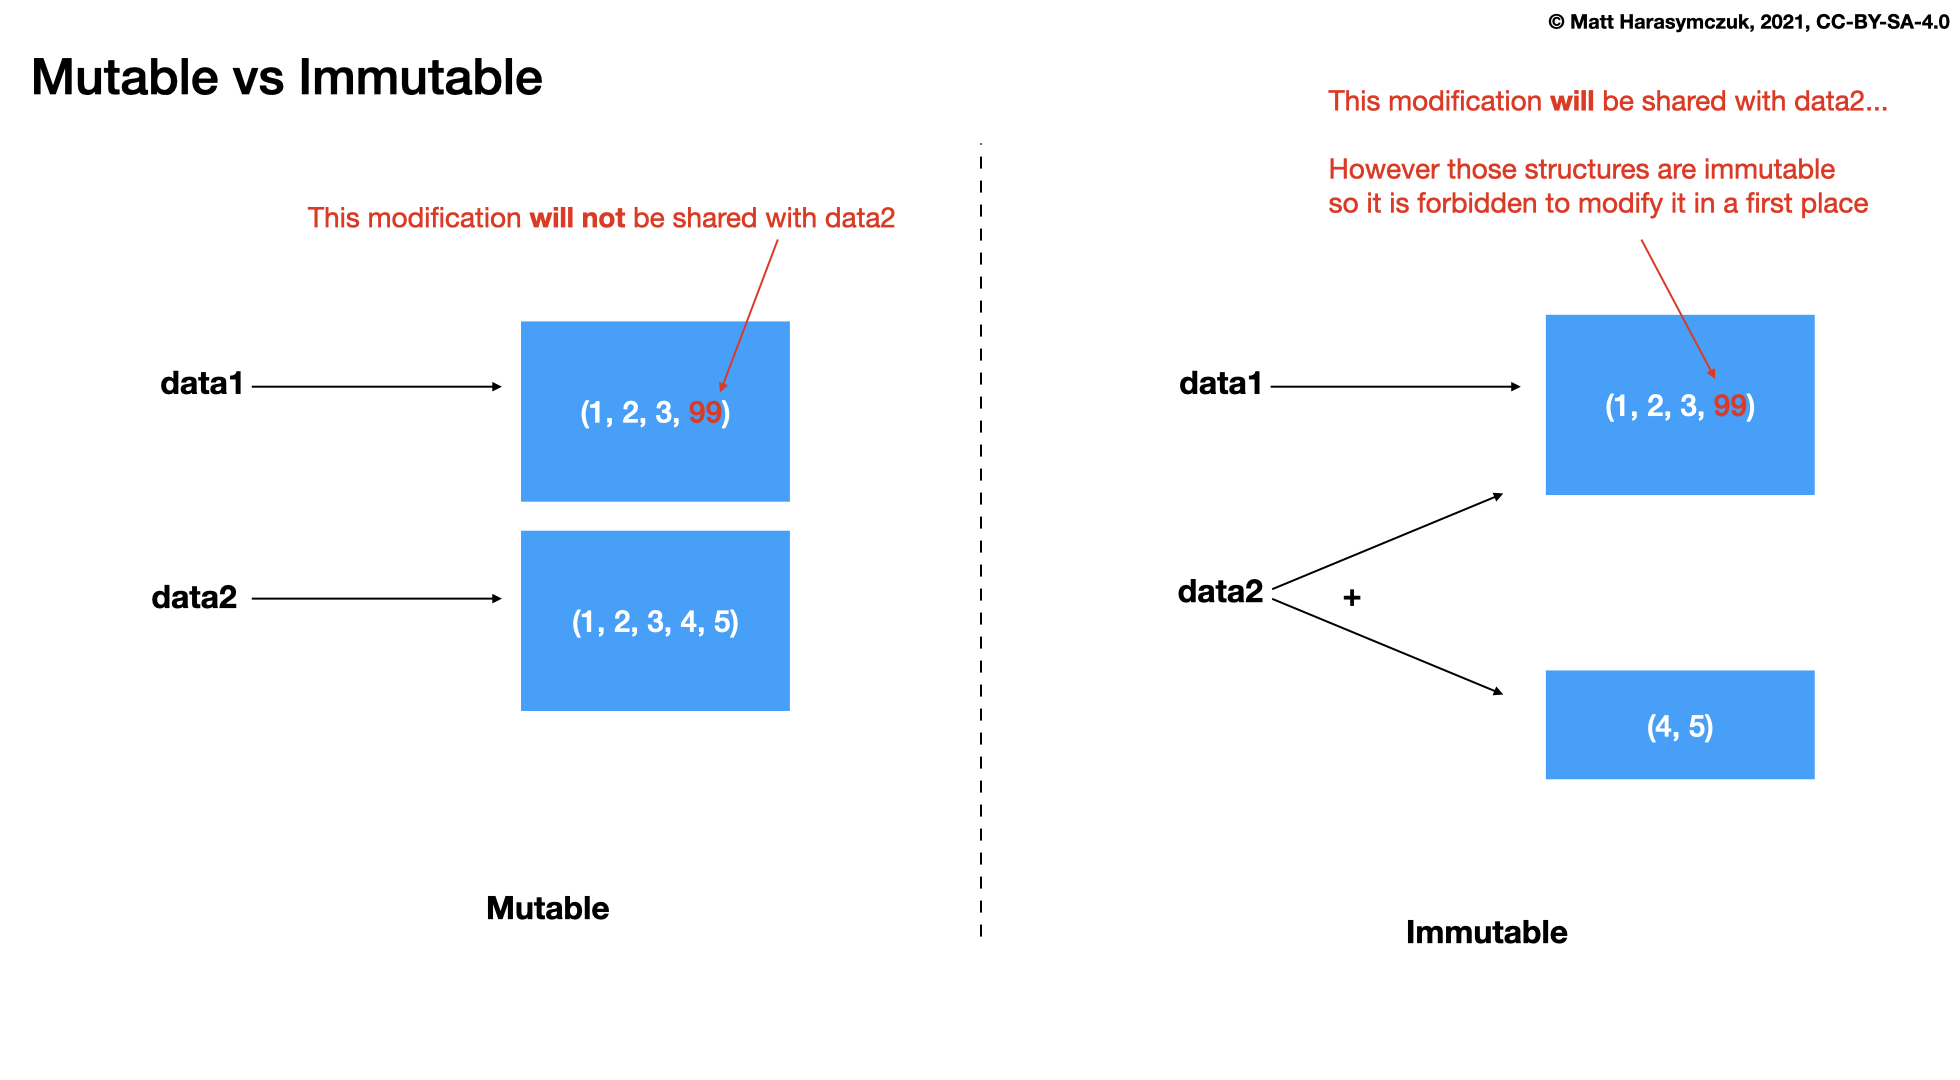 © Matt Harasymczuk, 2021, CC-BY-SA-4.0
Mutable vs Immutable
This modification will not be shared with data2
data1
(1, 2, 3, 99)
data2
(1, 2, 3, 4, 5)
Mutable
This modification will be shared with data2...
However those structures are immutable
so it is forbidden to modify it in a first place
data1
(1, 2, 3, 99)
data2
+
(4, 5)
Immutable